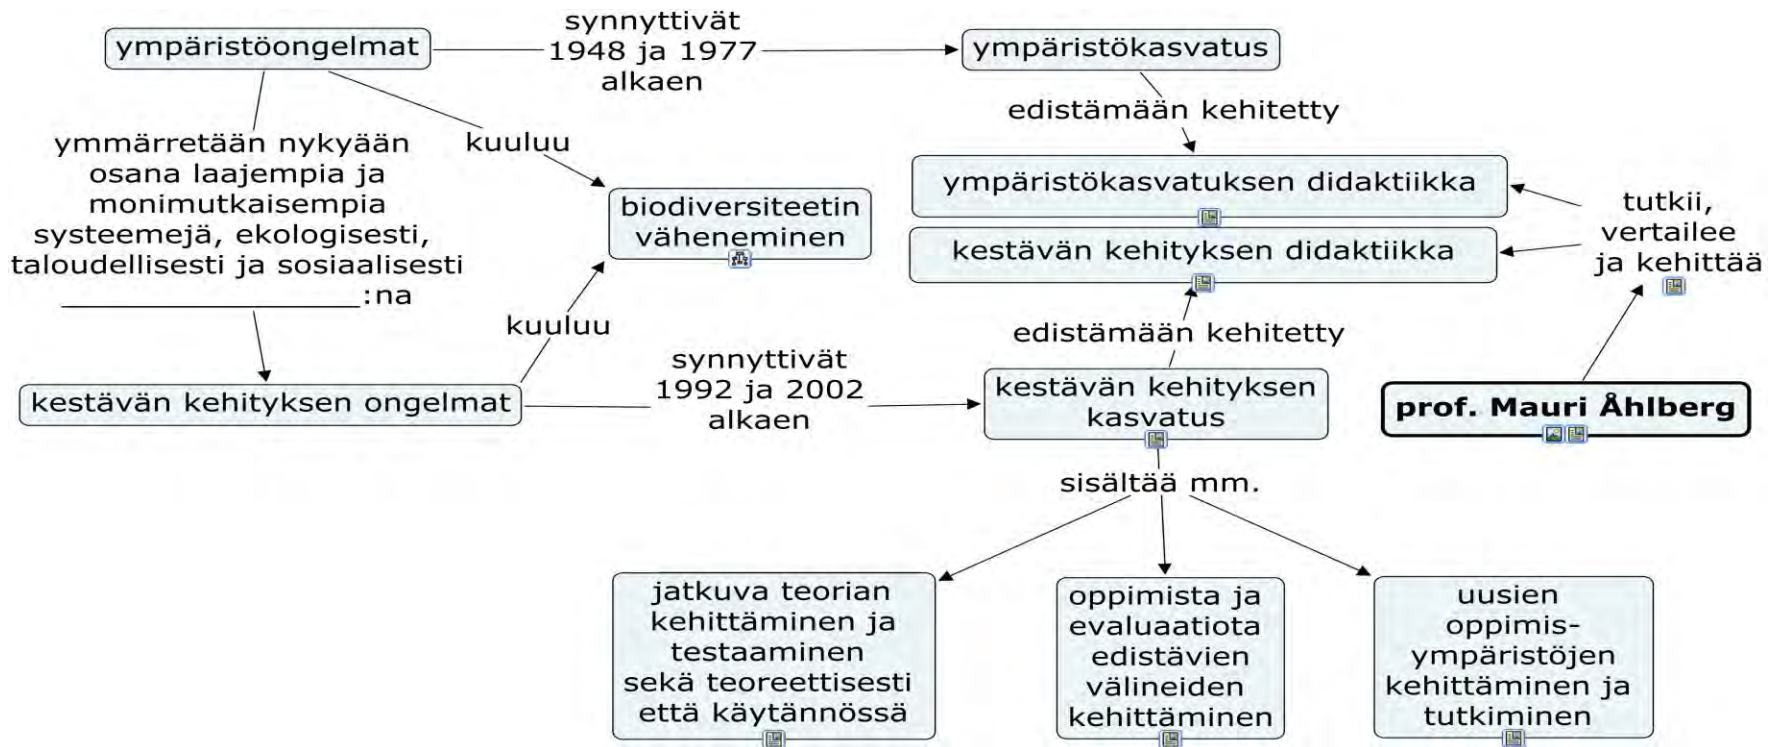 ympäristöongelmat
synnyttivät
1948 ja 1977
alkaen
ympäristökasvatus
ymmärretään nykyään
osana laajempia ja
monimutkaisempia
systeemejä, ekologisesti,
taloudellisesti ja sosiaalisesti
____________________:na
kuuluu
biodiversiteetin
väheneminen
edistämään kehitetty
ympäristökasvatuksen didaktiikka
kestävän kehityksen didaktiikka
tutkii,
vertailee
ja kehittää
kuuluu
edistämään kehitetty
kestävän kehityksen ongelmat
synnyttivät
1992 ja 2002
alkaen
kestävän kehityksen
kasvatus
prof. Mauri Åhlberg
sisältää mm.
jatkuva teorian
kehittäminen ja
testaaminen
sekä teoreettisesti
että käytännössä
oppimista ja
evaluaatiota
edistävien
välineiden
kehittäminen
uusien
oppimis-
ympäristöjen
kehittäminen ja
tutkiminen